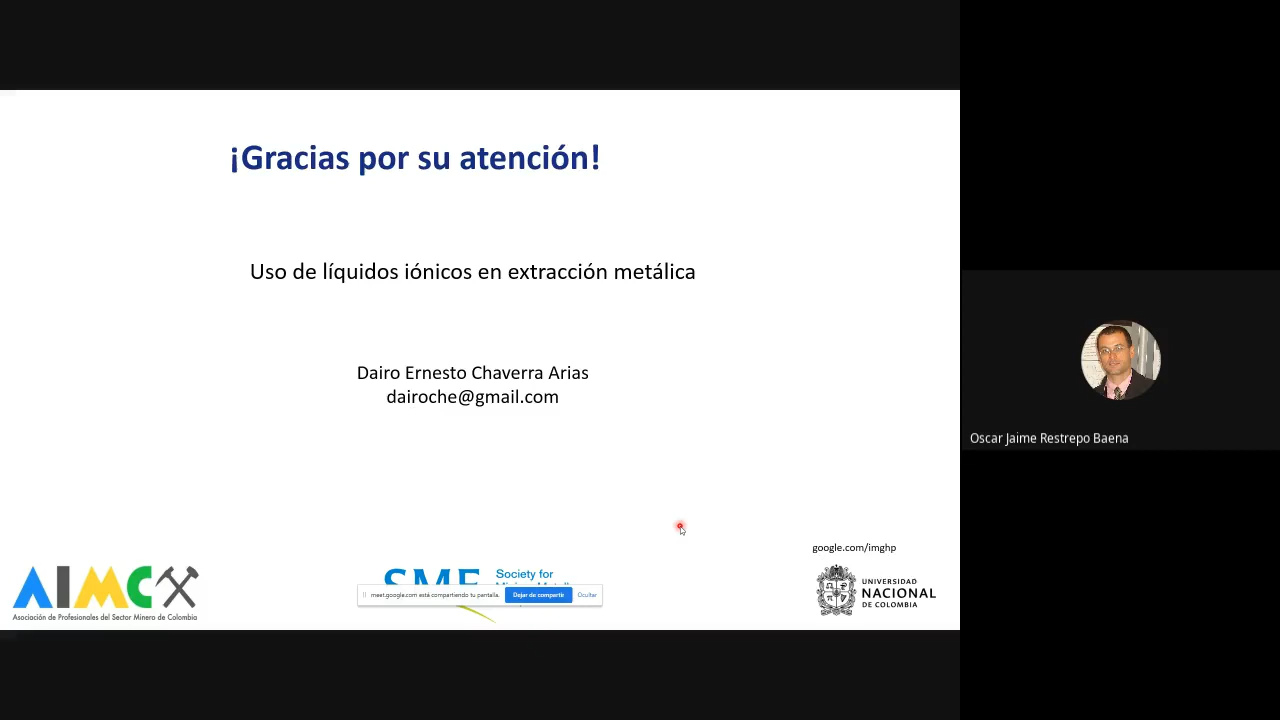 ¡Gracias por su atención!
Uso de líquidos iónicos en extracción metálica
Dairo Ernesto Chaverra Arias
dairoche@gmail.com
Oscar Jaime Restrepo Baena
google.com/imghp
AIMC
Asociación de Profesionales del Sector Minero de Colombia
SME
Society for
meet.google.com está compartiendo tu pantalla.
Dejar de compartir
Ocultar
UNIVERSIDAD
NACIONAL
DE COLOMBIA